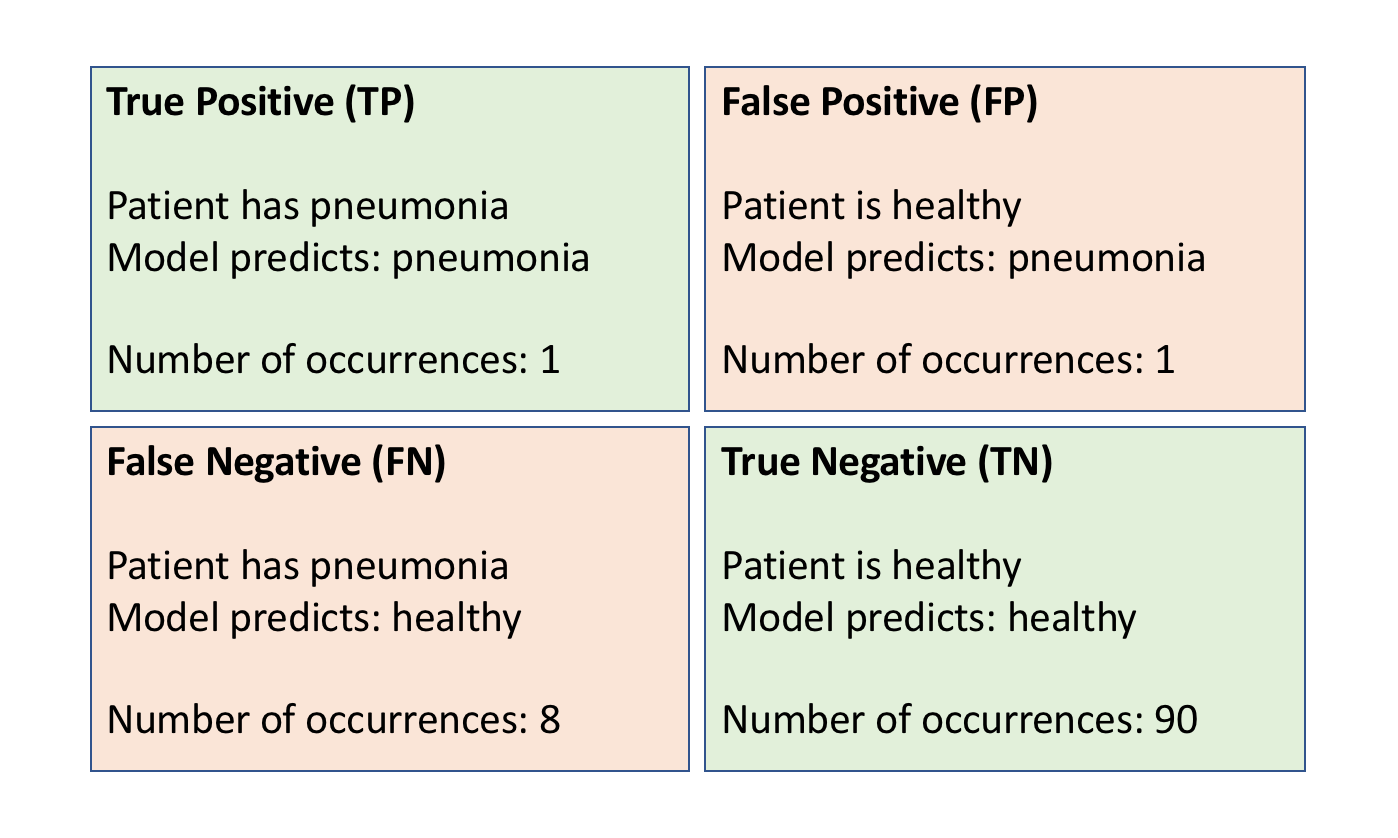 True Positive (TP)
Patient has pneumonia
Model predicts: pneumonia
Number of occurrences: 1
False Positive (FP)
Patient is healthy
Model predicts: pneumonia
Number of occurrences: 1
False Negative (FN)
Patient has pneumonia
Model predicts: healthy
Number of occurrences: 8
True Negative (TN)
Patient is healthy
Model predicts: healthy
Number of occurrences: 90